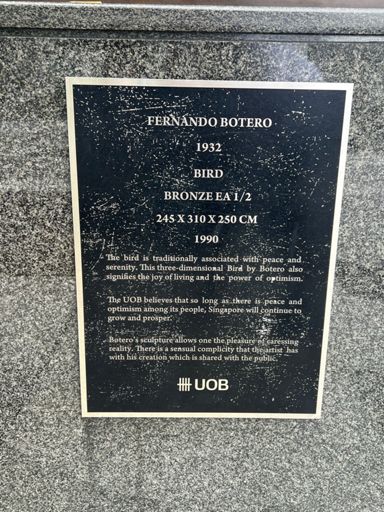 FERNANDO BOTERO
1932
BIRD
BRONZE EA 1/2
245 X 310 X 250 CM
1990
The bird is traditionally associated with peace and
serenity. This three-dimensional Bird by Botero also
signifies the joy of living and the power of optimism.
The UOB believes that so long as there is peace and
optimism among its people, Singapore will continue to
grow and prosper.
Botero's sculpture allows one the pleasure of caressing
reality. There is a sensual complicity that the artist has
with his creation which is shared with the public.
UOB